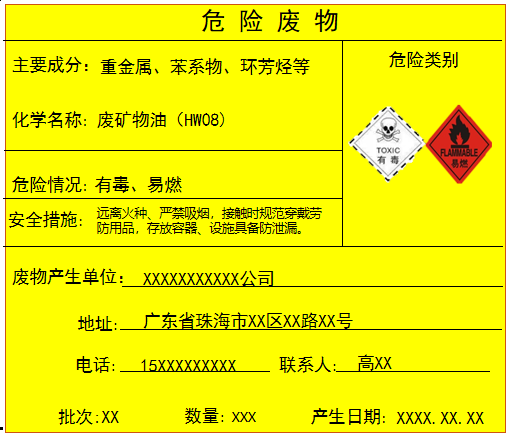 危险废物
主要成分：重金属、苯系物、环芳烃等
危险类别
化学名称：废矿物油（HW08）
TOXIC
有毒
FLAMMABLE
易燃
危险情况：有毒、易燃
安全措施：远离火种、严禁吸烟，接触时规范穿戴劳
防用品，存放容器、设施具备防泄漏。
废物产生单位：XXXXXXXXXXX公司
地址：广东省珠海市XX区XX路XX号
电话：15XXXXXXXXX 联系人：高XX
批次：XX 数量：XXX 产生日期：XXXX.XX.XX